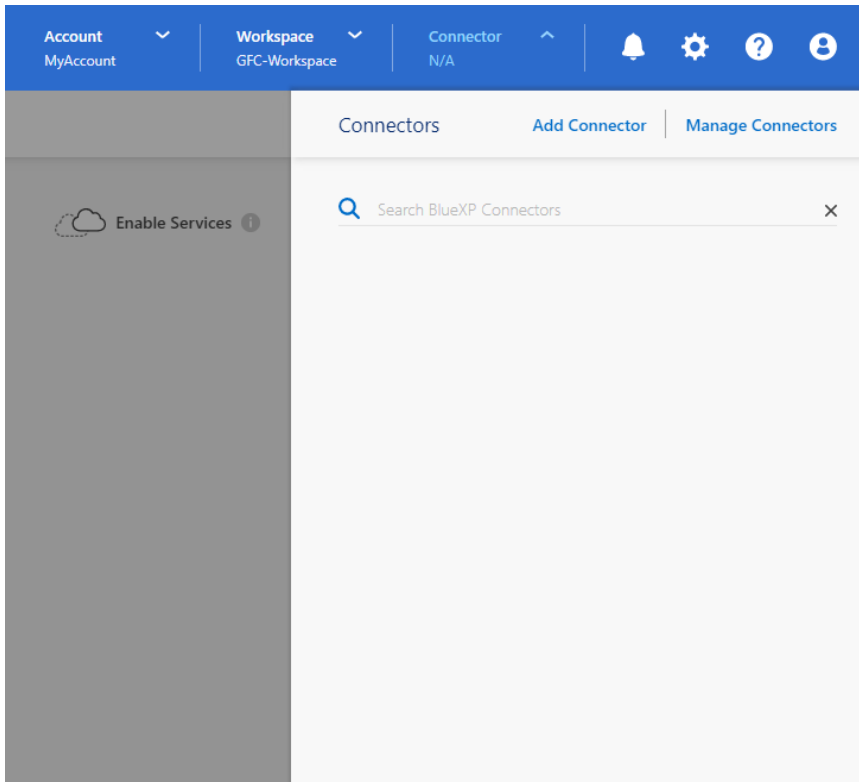 Account Workspace Connector
MyAccount GFC-Workspace N/A
Connectors Add Connector Manage Connectors
Enable Services
Search BlueXP Connectors